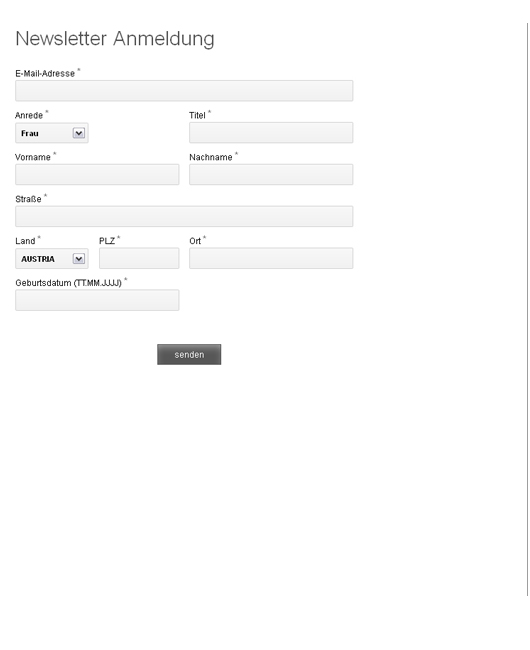 Newsletter Anmeldung
E-Mail-Adresse *
Anrede * Titel *
Frau
Vorname * Nachname *
Straße *
Land * PLZ * Ort *
AUSTRIA
Geburtsdatum (TT.MM.JJJJ) *
senden